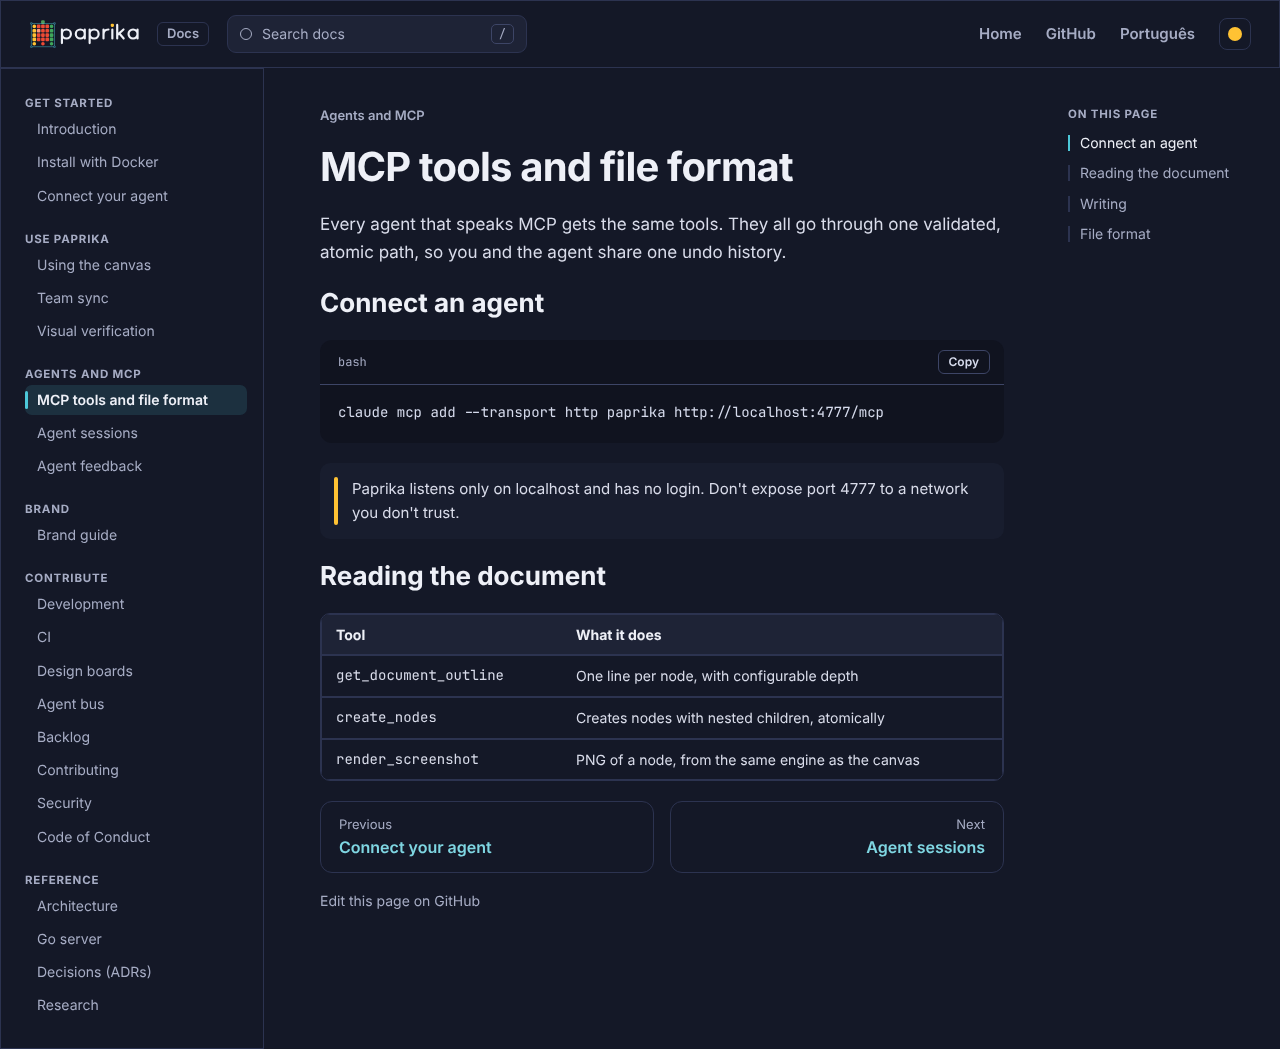 paprika
Docs
Search docs
/
Home
GitHub
Português
GET STARTED
Introduction
Install with Docker
Connect your agent
USE PAPRIKA
Using the canvas
Team sync
Visual verification
AGENTS AND MCP
MCP tools and file format
Agent sessions
Agent feedback
BRAND
Brand guide
CONTRIBUTE
Development
CI
Design boards
Agent bus
Backlog
Contributing
Security
Code of Conduct
REFERENCE
Architecture
Go server
Decisions (ADRs)
Research
Agents and MCP
MCP tools and file format
Every agent that speaks MCP gets the same tools. They all go through one validated,
atomic path, so you and the agent share one undo history.
Connect an agent
bash
Copy
claude mcp add --transport http paprika http://localhost:4777/mcp
Paprika listens only on localhost and has no login. Don't expose port 4777 to a network
you don't trust.
Reading the document
Tool What it does
get_document_outline One line per node, with configurable depth
create_nodes Creates nodes with nested children, atomically
render_screenshot PNG of a node, from the same engine as the canvas
Previous
Connect your agent
Next
Agent sessions
Edit this page on GitHub
ON THIS PAGE
Connect an agent
Reading the document
Writing
File format